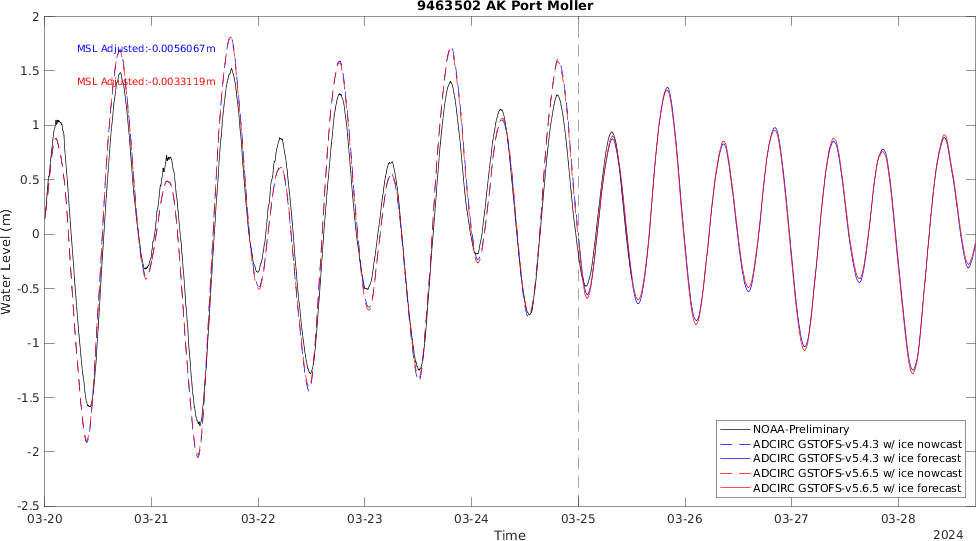 9463502 AK Port Moller
MSL Adjusted:-0.0056067m
MSL Adjusted:-0.0033119m
Water Level (m)
2
1.5
1
0.5
0
-0.5
-1
-1.5
-2
-2.5
NOAA-Preliminary
ADCIRC GSTOFS-v5.4.3 w/ ice nowcast
ADCIRC GSTOFS-v5.4.3 w/ ice forecast
ADCIRC GSTOFS-v5.6.5 w/ ice nowcast
ADCIRC GSTOFS-v5.6.5 w/ ice forecast
03-20 03-21 03-22 03-23 03-24 03-25 03-26 03-27 03-28
Time
2024